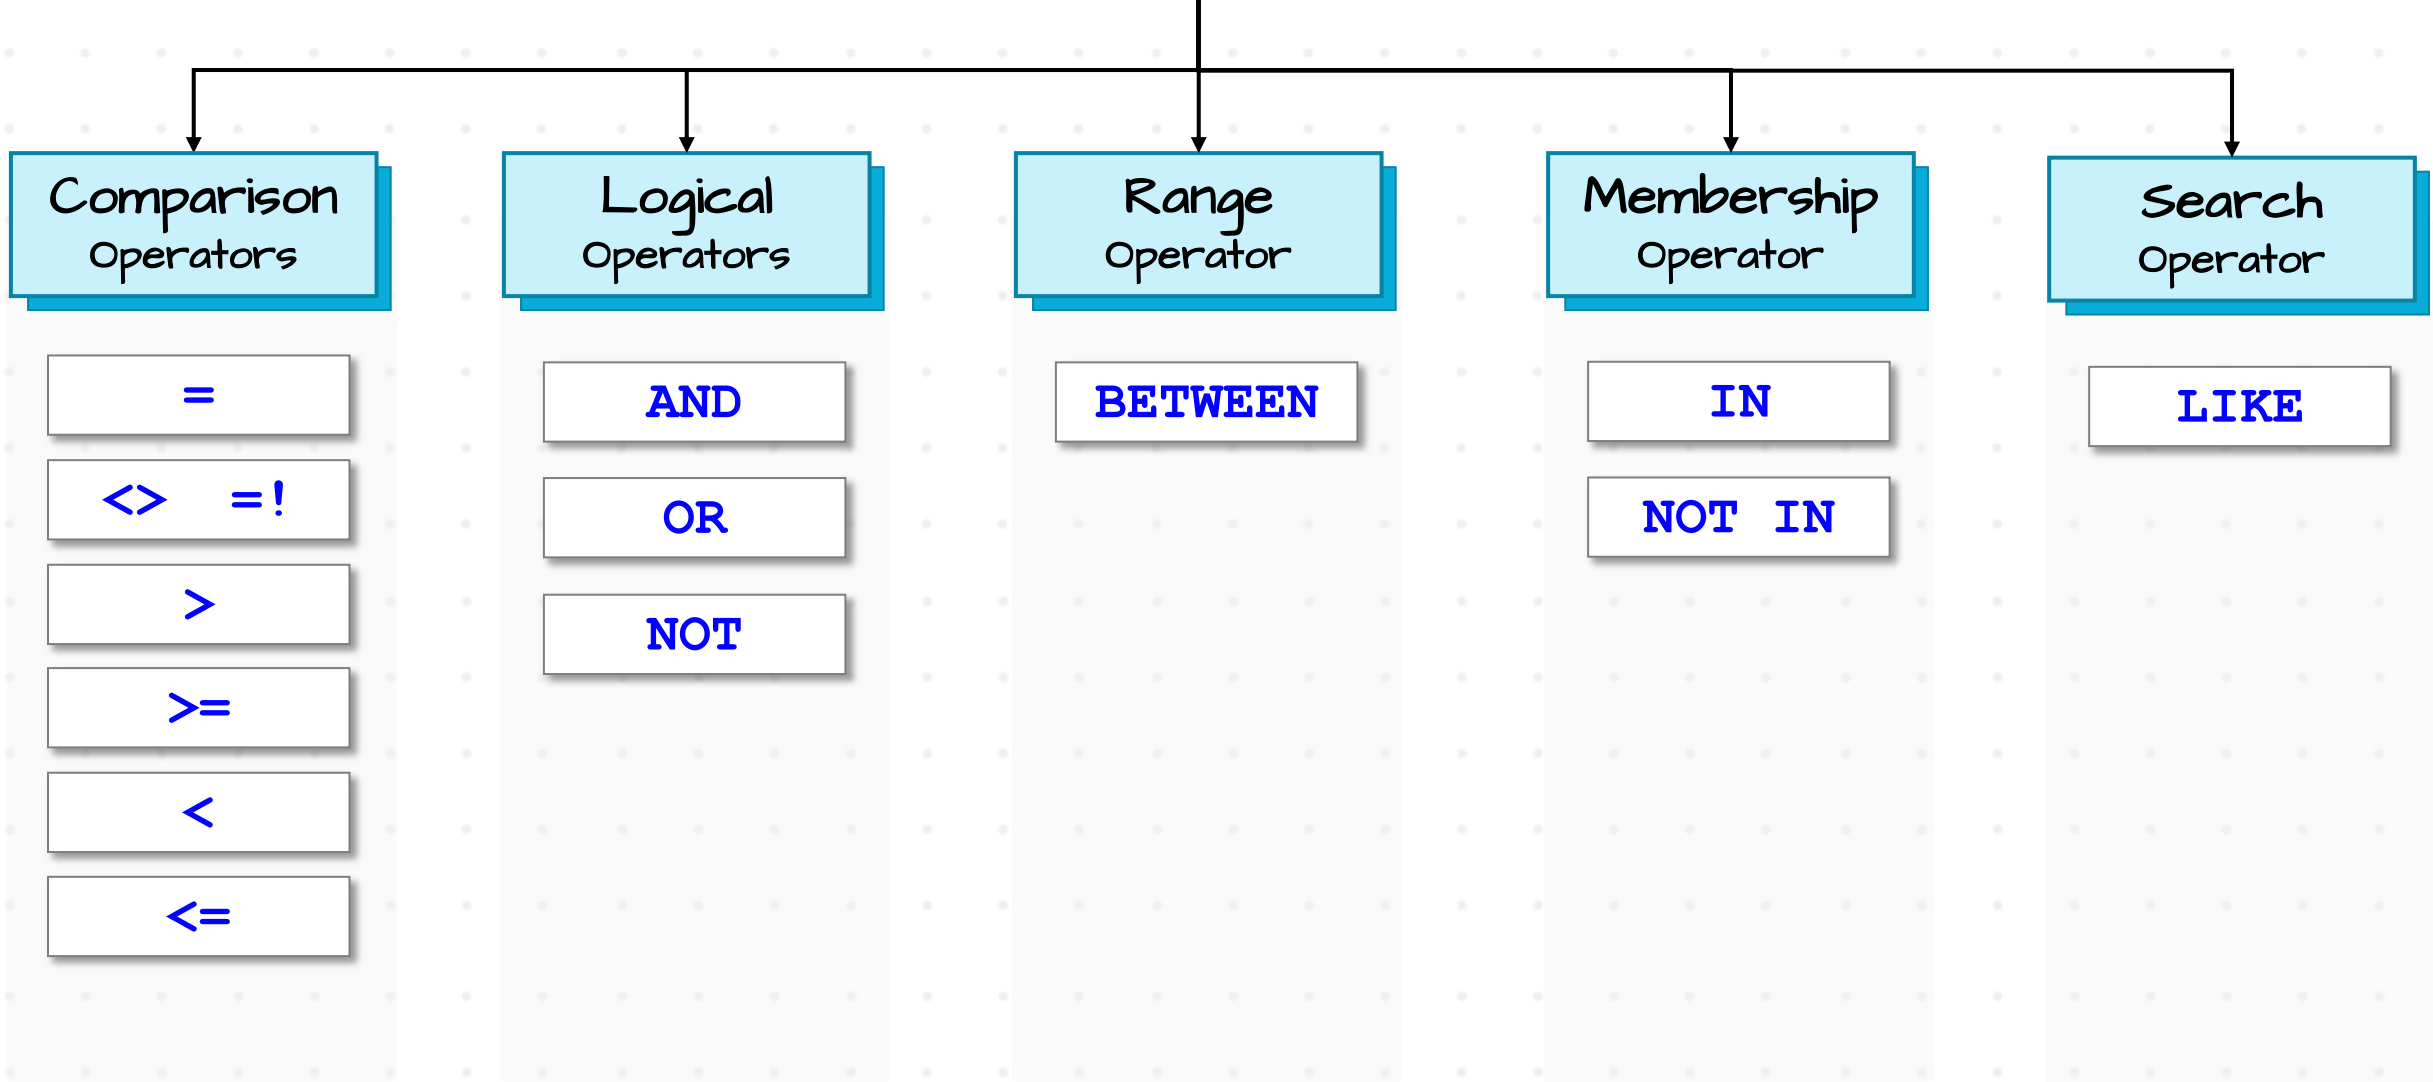 Comparison
Operators
=
<> =!
>
>=
<
<=
Logical
Operators
AND
OR
NOT
Range
Operator
BETWEEN
Membership
Operator
IN
NOT IN
Search
Operator
LIKE